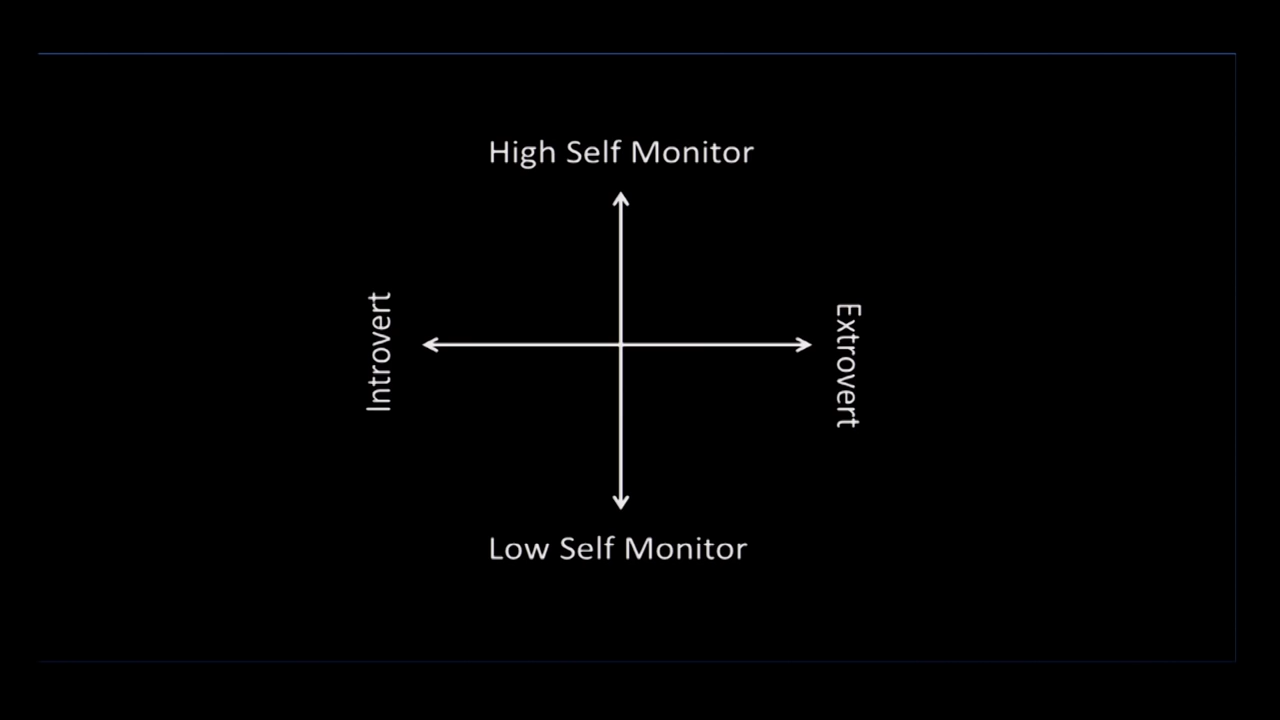 High Self Monitor
Introvert
Extrovert
Low Self Monitor